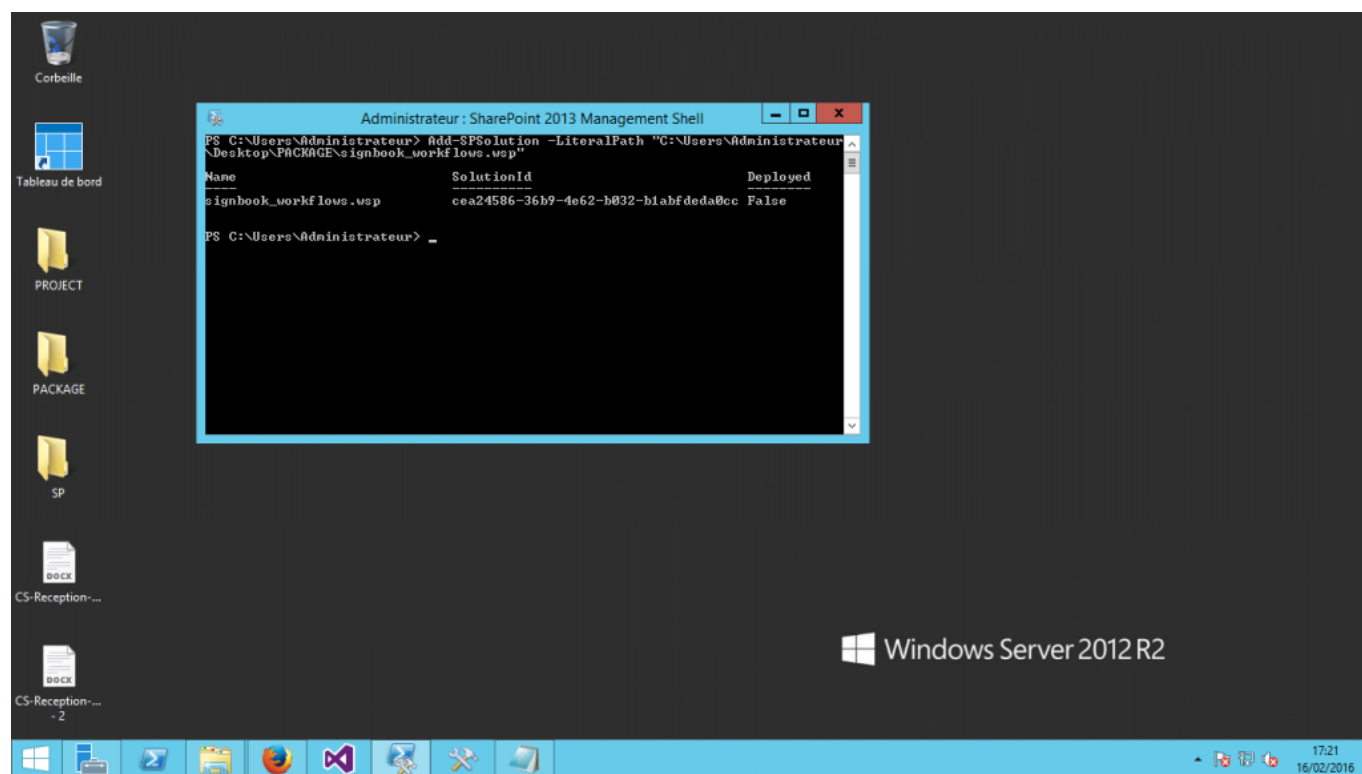 Corbeille
Tableau de bord
PROJECT
PACKAGE
SP
DOCX
CS-Reception-...
DOCX
CS-Reception-...
- 2
Administrateur : SharePoint 2013 Management Shell
PS C:\Users\Administrateur> Add-SPSolution -LiteralPath "C:\Users\Administrateur
\Desktop\PACKAGE\signbook_workflows.wsp"
Name SolutionId Deployed
---- ---------- --------
signbook_workflows.wsp cea24586-36b9-4e62-b032-b1abfdeda0cc False
PS C:\Users\Administrateur> _
Windows Server 2012 R2
17:21
16/02/2016